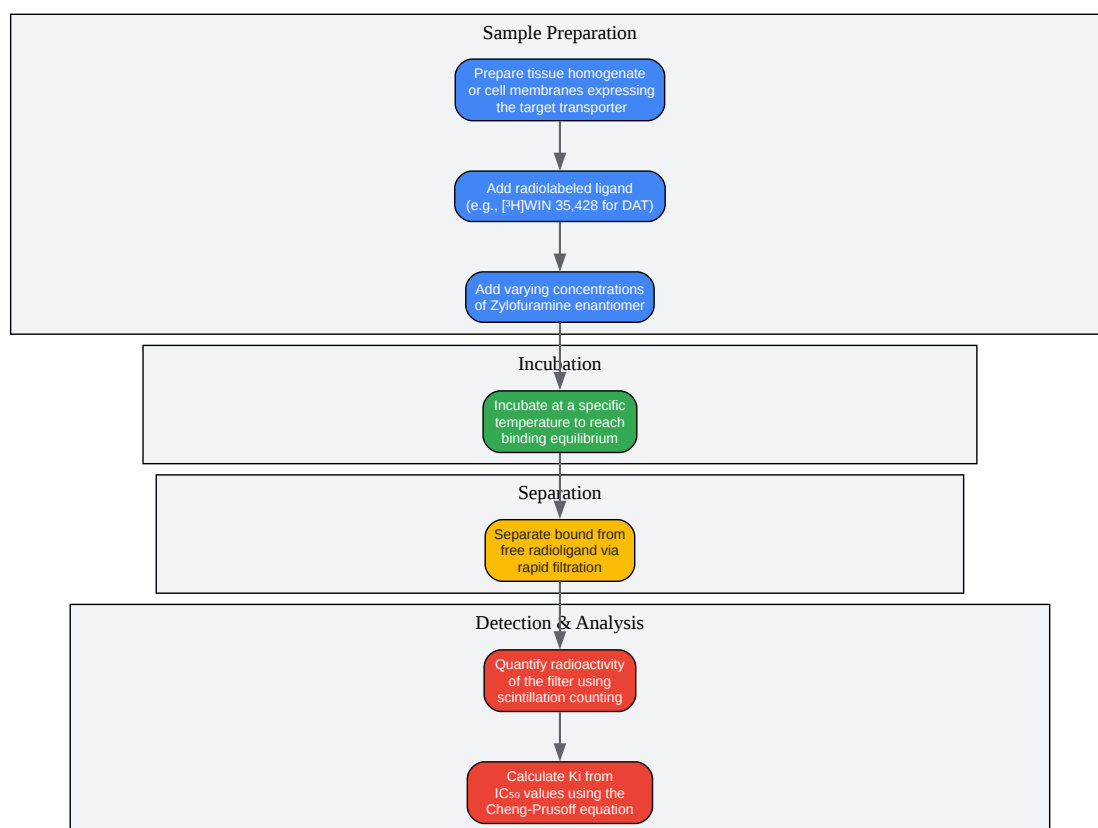 Sample Preparation
Prepare tissue homogenate
or cell membranes expressing
the target transporter
Add radiolabeled ligand
(e.g., [³H]WIN 35,428 for DAT)
Add varying concentrations
of Zylofuramine enantiomer
Incubation
Incubate at a specific
temperature to reach
binding equilibrium
Separation
Separate bound from
free radioligand via
rapid filtration
Detection & Analysis
Quantify radioactivity
of the filter using
scintillation counting
Calculate Ki from
IC₅₀ values using the
Cheng-Prusoff equation